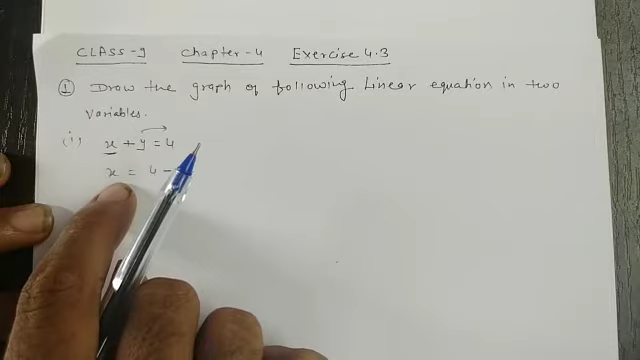 CLASS-9 Chapter-4 Exercise 4.3
① Draw the graph of following Linear equation in two
variables.
(i) x + y = 4
x = 4 -